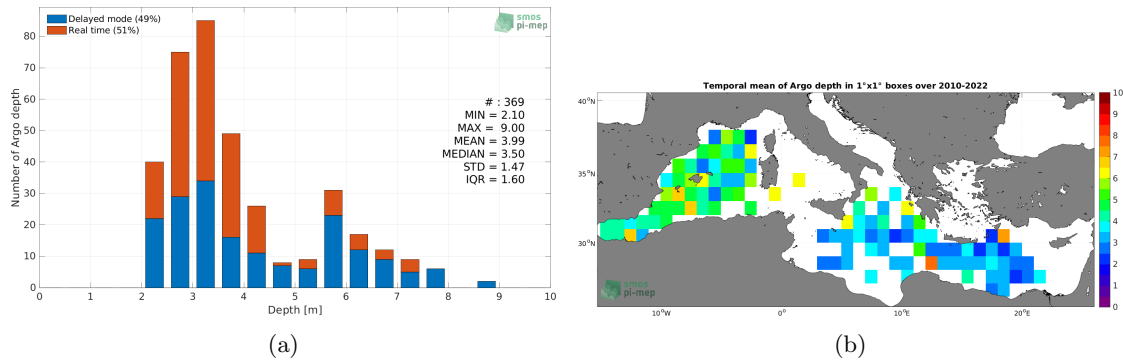 Delayed mode (49%)
Real time (51%)
smos
pi-mep
Number of Argo depth
80
70
60
50
40
30
20
10
0
# : 369
MIN = 2.10
MAX = 9.00
MEAN = 3.99
MEDIAN = 3.50
STD = 1.47
IQR = 1.60
0 1 2 3 4 5 6 7 8 9 10
Depth [m]
(a)
Temporal mean of Argo depth in 1°x1° boxes over 2010-2022
40°N
35°N
30°N
10°W 0° 10°E 20°E
10
9
8
7
6
5
4
3
2
1
0
smos
pi-mep
(b)